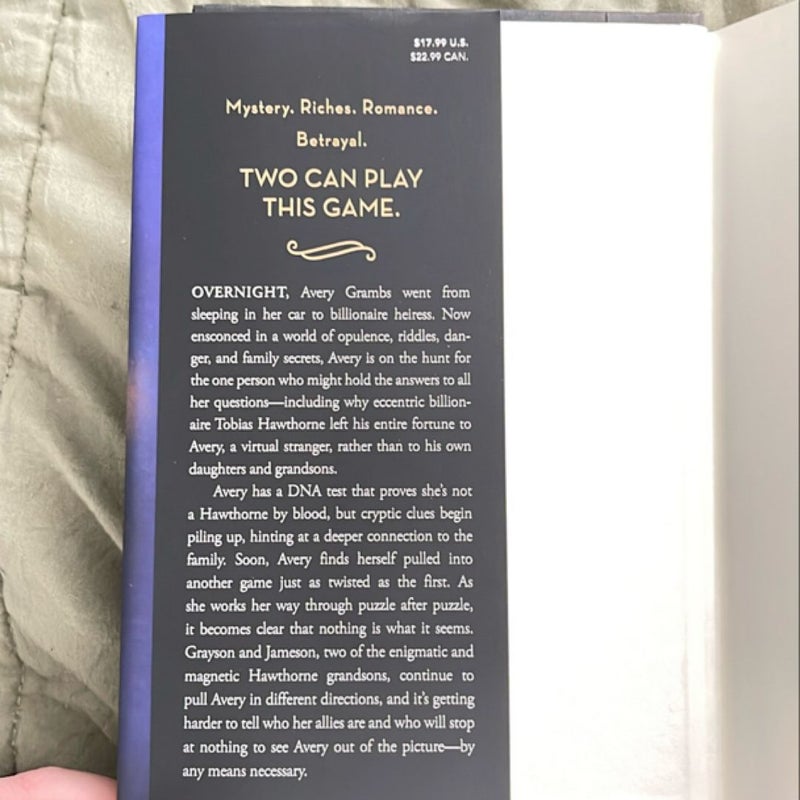 $17.99 U.S.
$22.99 CAN.
Mystery. Riches. Romance.
Betrayal.
TWO CAN PLAY
THIS GAME.
OVERNIGHT, Avery Grambs went from
sleeping in her car to billionaire heiress. Now
ensconced in a world of opulence, riddles, dan-
ger, and family secrets, Avery is on the hunt for
the one person who might hold the answers to all
her questions—including why eccentric billion-
aire Tobias Hawthorne left his entire fortune to
Avery, a virtual stranger, rather than to his own
daughters and grandsons.
Avery has a DNA test that proves she's not
a Hawthorne by blood, but cryptic clues begin
piling up, hinting at a deeper connection to the
family. Soon, Avery finds herself pulled into
another game just as twisted as the first. As
she works her way through puzzle after puzzle,
it becomes clear that nothing is what it seems.
Grayson and Jameson, two of the enigmatic and
magnetic Hawthorne grandsons, continue to
pull Avery in different directions, and it's getting
harder to tell who her allies are and who will stop
at nothing to see Avery out of the picture—by
any means necessary.